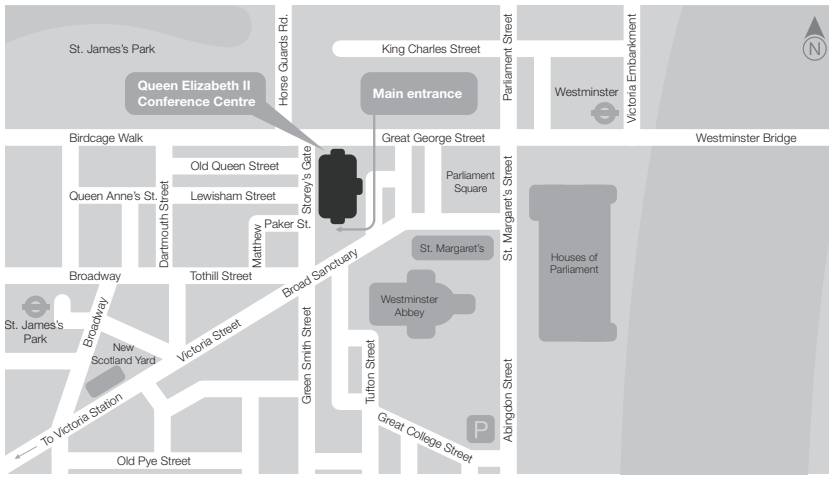 St. James's Park
Horse Guards Rd.
King Charles Street
Parliament Street
Victoria Embankment
N
Queen Elizabeth II
Conference Centre
Main entrance
Westminster
Birdcage Walk
Great George Street
Westminster Bridge
Old Queen Street
Storey's Gate
Parliament
Square
St. Margaret's Street
Queen Anne's St.
Dartmouth Street
Lewisham Street
Matthew
Paker St.
St. Margaret's
Houses of
Parliament
Broadway
Tothill Street
Broad Sanctuary
Westminster
Abbey
St. James's
Park
Broadway
New
Scotland Yard
Victoria Street
Green Smith Street
Tufton Street
Abingdon Street
To Victoria Station
Great College Street
P
Old Pye Street